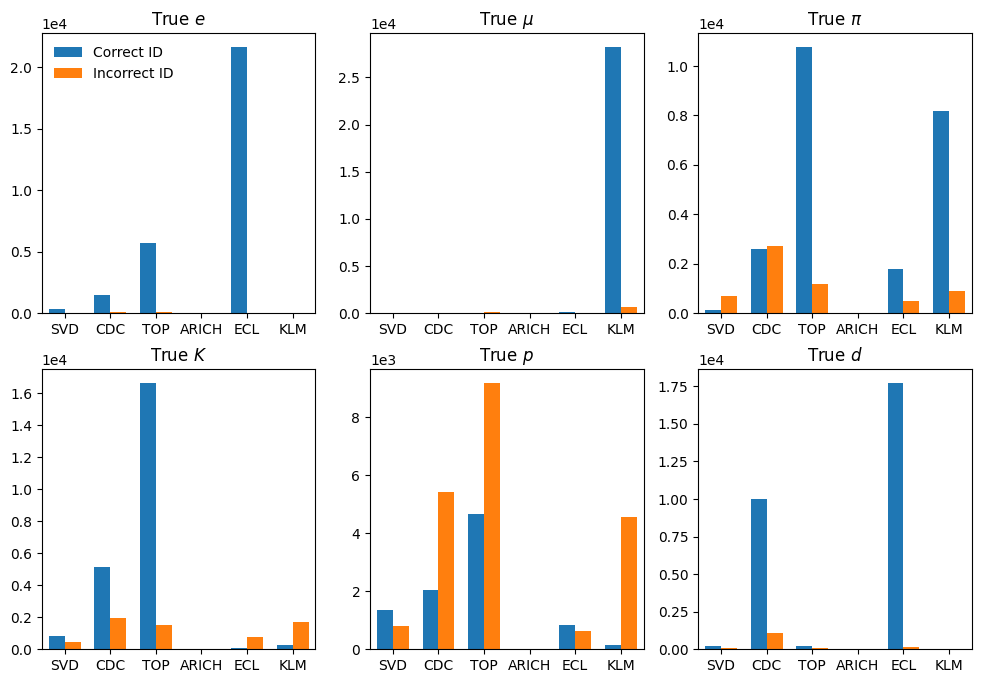 True e
1e4
Correct ID
Incorrect ID
2.0
1.5
1.0
0.5
0.0
SVD CDC TOP ARICH ECL KLM
True μ
1e4
2.5
2.0
1.5
1.0
0.5
0.0
SVD CDC TOP ARICH ECL KLM
True π
1e4
1.0
0.8
0.6
0.4
0.2
0.0
SVD CDC TOP ARICH ECL KLM
True K
1e4
1.6
1.4
1.2
1.0
0.8
0.6
0.4
0.2
0.0
SVD CDC TOP ARICH ECL KLM
True p
1e3
8
6
4
2
0
SVD CDC TOP ARICH ECL KLM
True d
1e4
1.75
1.50
1.25
1.00
0.75
0.50
0.25
0.00
SVD CDC TOP ARICH ECL KLM